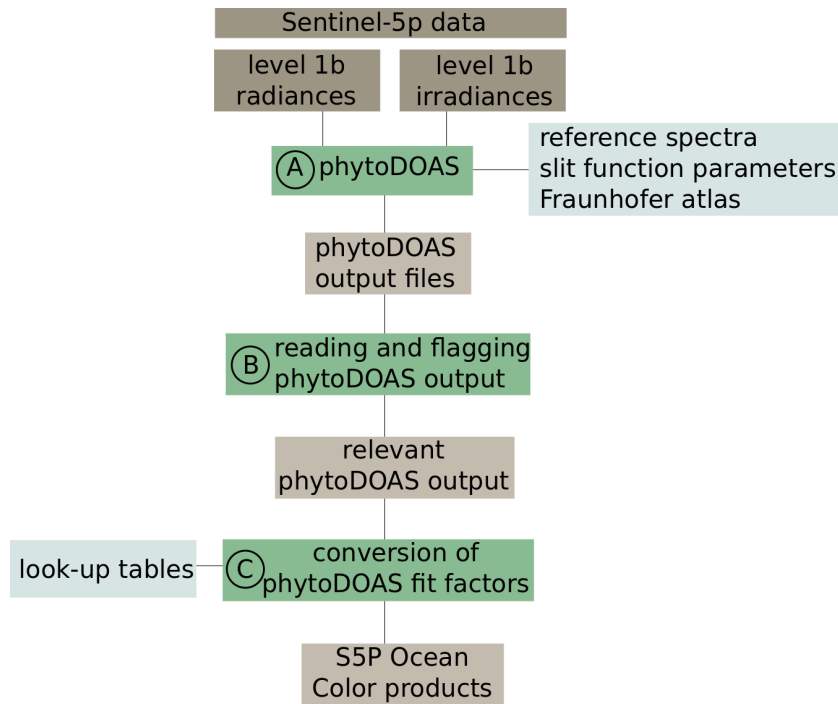 Sentinel-5p data
level 1b
radiances
level 1b
irradiances
reference spectra
slit function parameters
Fraunhofer atlas
A phytoDOAS
phytoDOAS
output files
B reading and flagging
phytoDOAS output
relevant
phytoDOAS output
look-up tables
C conversion of
phytoDOAS fit factors
S5P Ocean
Color products